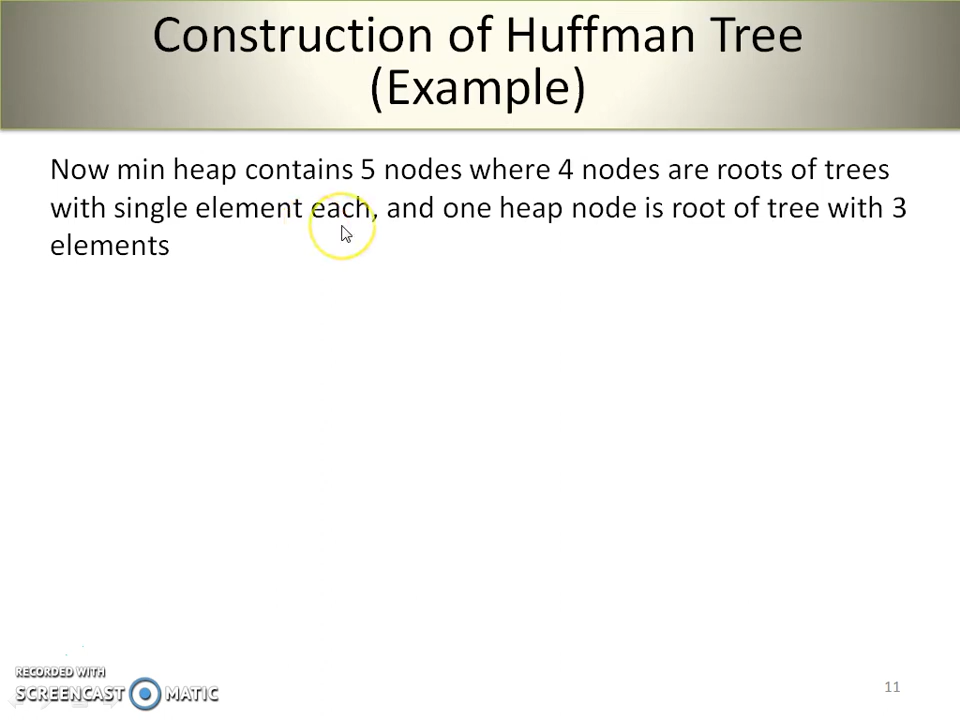 Construction of Huffman Tree
(Example)
Now min heap contains 5 nodes where 4 nodes are roots of trees
with single element each, and one heap node is root of tree with 3
elements
RECORDED WITH
SCREENCAST MATIC
11